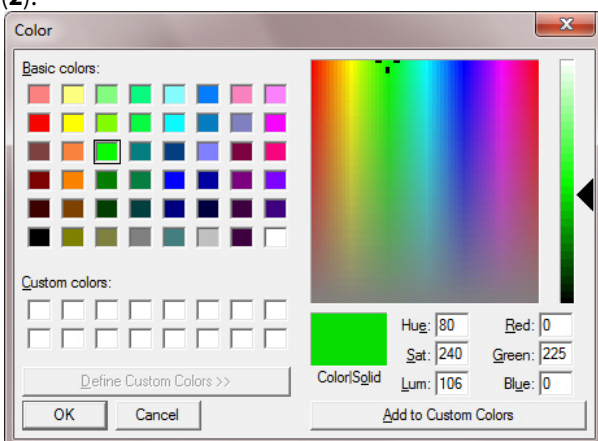 (2).
Color
x
Basic colors:
Custom colors:
Define Custom Colors >>
OK Cancel
Color|Solid
Hue: 80 Red: 0
Sat: 240 Green: 225
Lum: 106 Blue: 0
Add to Custom Colors